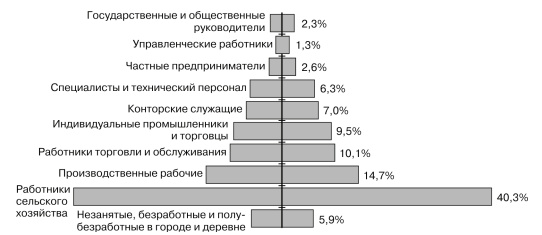 Государственные и общественные
руководители
2,3%
Управленческие работники
1,3%
Частные предприниматели
2,6%
Специалисты и технический персонал
6,3%
Конторские служащие
7,0%
Индивидуальные промышленники
и торговцы
9,5%
Работники торговли и обслуживания
10,1%
Производственные рабочие
14,7%
Работники
сельского
хозяйства
40,3%
Незанятые, безработные и полу-
безработные в городе и деревне
5,9%